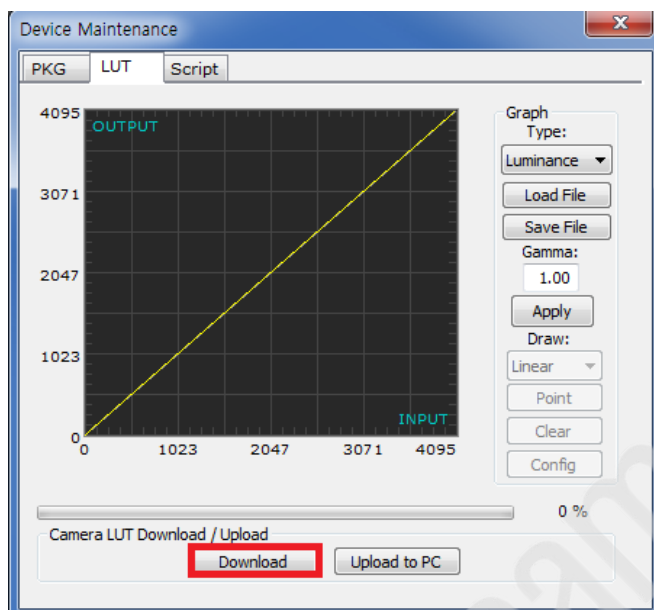 Device Maintenance
x
PKG LUT Script
4095
OUTPUT
3071
2047
1023
0
INPUT
0 1023 2047 3071 4095
Graph
Type:
Luminance
Load File
Save File
Gamma:
1.00
Apply
Draw:
Linear
Point
Clear
Config
0 %
Camera LUT Download / Upload
Download Upload to PC